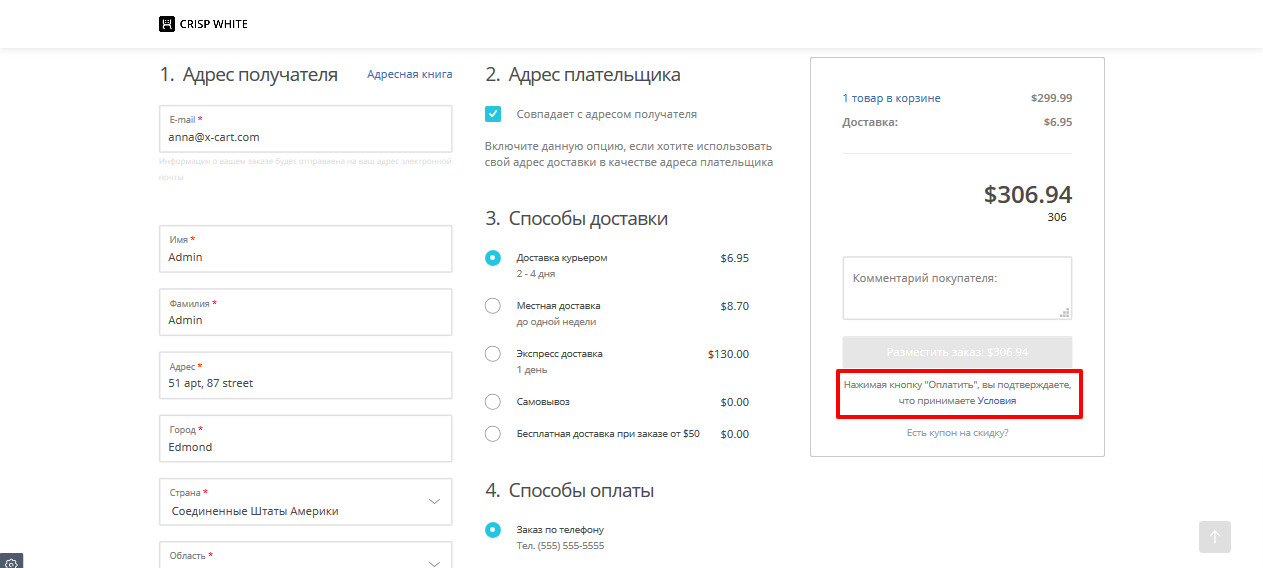 CRISP WHITE
1. Адрес получателя
Адресная книга
E-mail *
anna@x-cart.com
Информация о вашем заказе будет отправлена на ваш адрес электронной
почты
Имя *
Admin
Фамилия *
Admin
Адрес *
51 apt, 87 street
Город *
Edmond
Страна *
Соединенные Штаты Америки
Область *
2. Адрес плательщика
Совпадает с адресом получателя
Включите данную опцию, если хотите использовать
свой адрес доставки в качестве адреса плательщика
3. Способы доставки
Доставка курьером $6.95
2 - 4 дня
Местная доставка $8.70
до одной недели
Экспресс доставка $130.00
1 день
Самовывоз $0.00
Бесплатная доставка при заказе от $50 $0.00
4. Способы оплаты
Заказ по телефону
Тел. (555) 555-5555
1 товар в корзине $299.99
Доставка: $6.95
$306.94
306
Комментарий покупателя:
Разместить заказ: $306.94
Нажимая кнопку "Оплатить", вы подтверждаете,
что принимаете Условия
Есть купон на скидку?